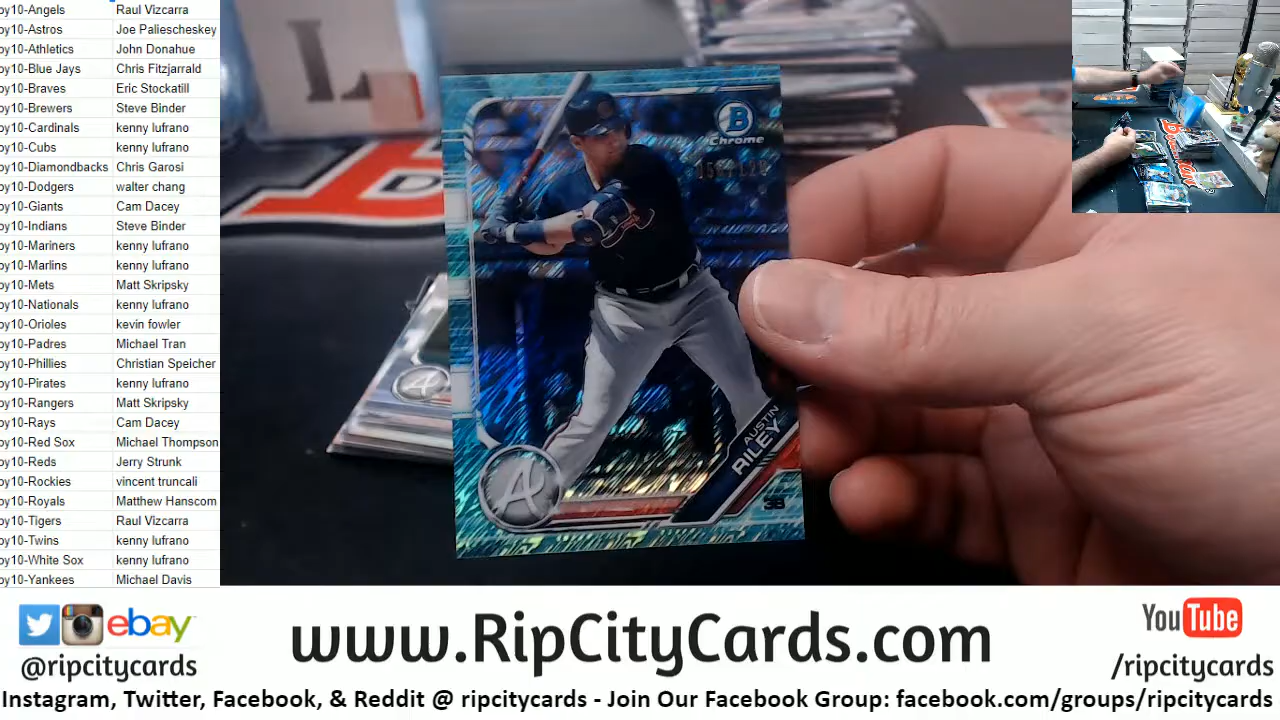 oy10-Angels Raul Vizcarra
oy10-Astros Joe Paliescheskey
oy10-Athletics John Donahue
oy10-Blue Jays Chris Fitzjarrald
oy10-Braves Eric Stockatill
oy10-Brewers Steve Binder
oy10-Cardinals kenny lufrano
oy10-Cubs kenny lufrano
oy10-Diamondbacks Chris Garosi
oy10-Dodgers walter chang
oy10-Giants Cam Dacey
oy10-Indians Steve Binder
oy10-Mariners kenny lufrano
oy10-Marlins kenny lufrano
oy10-Mets Matt Skripsky
oy10-Nationals kenny lufrano
oy10-Orioles kevin fowler
oy10-Padres Michael Tran
oy10-Phillies Christian Speicher
oy10-Pirates kenny lufrano
oy10-Rangers Matt Skripsky
oy10-Rays Cam Dacey
oy10-Red Sox Michael Thompson
oy10-Reds Jerry Strunk
oy10-Rockies vincent truncali
oy10-Royals Matthew Hanscom
oy10-Tigers Raul Vizcarra
oy10-Twins kenny lufrano
oy10-White Sox kenny lufrano
oy10-Yankees Michael Davis
B
Chrome
A
AUSTIN
RILEY
3B
ebay
@ripcitycards
www.RipCityCards.com
YouTube
/ripcitycards
Instagram, Twitter, Facebook, & Reddit @ ripcitycards - Join Our Facebook Group: facebook.com/groups/ripcitycards